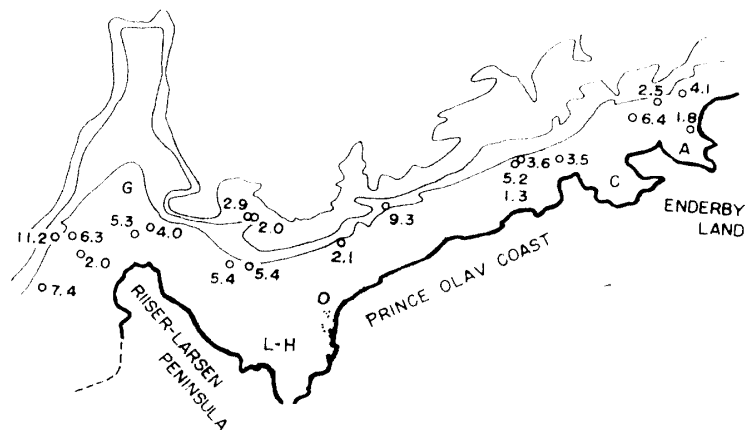 2.5 4.1
6.4 1.8
A
3.6 3.5
5.2
1.3
C
ENDERBY
LAND
G
2.9
2.0
9.3
5.3 4.0
11.2 6.3
2.0
2.1
5.4 5.4
7.4
PRINCE OLAV COAST
L-H
RIISER-LARSEN
PENINSULA